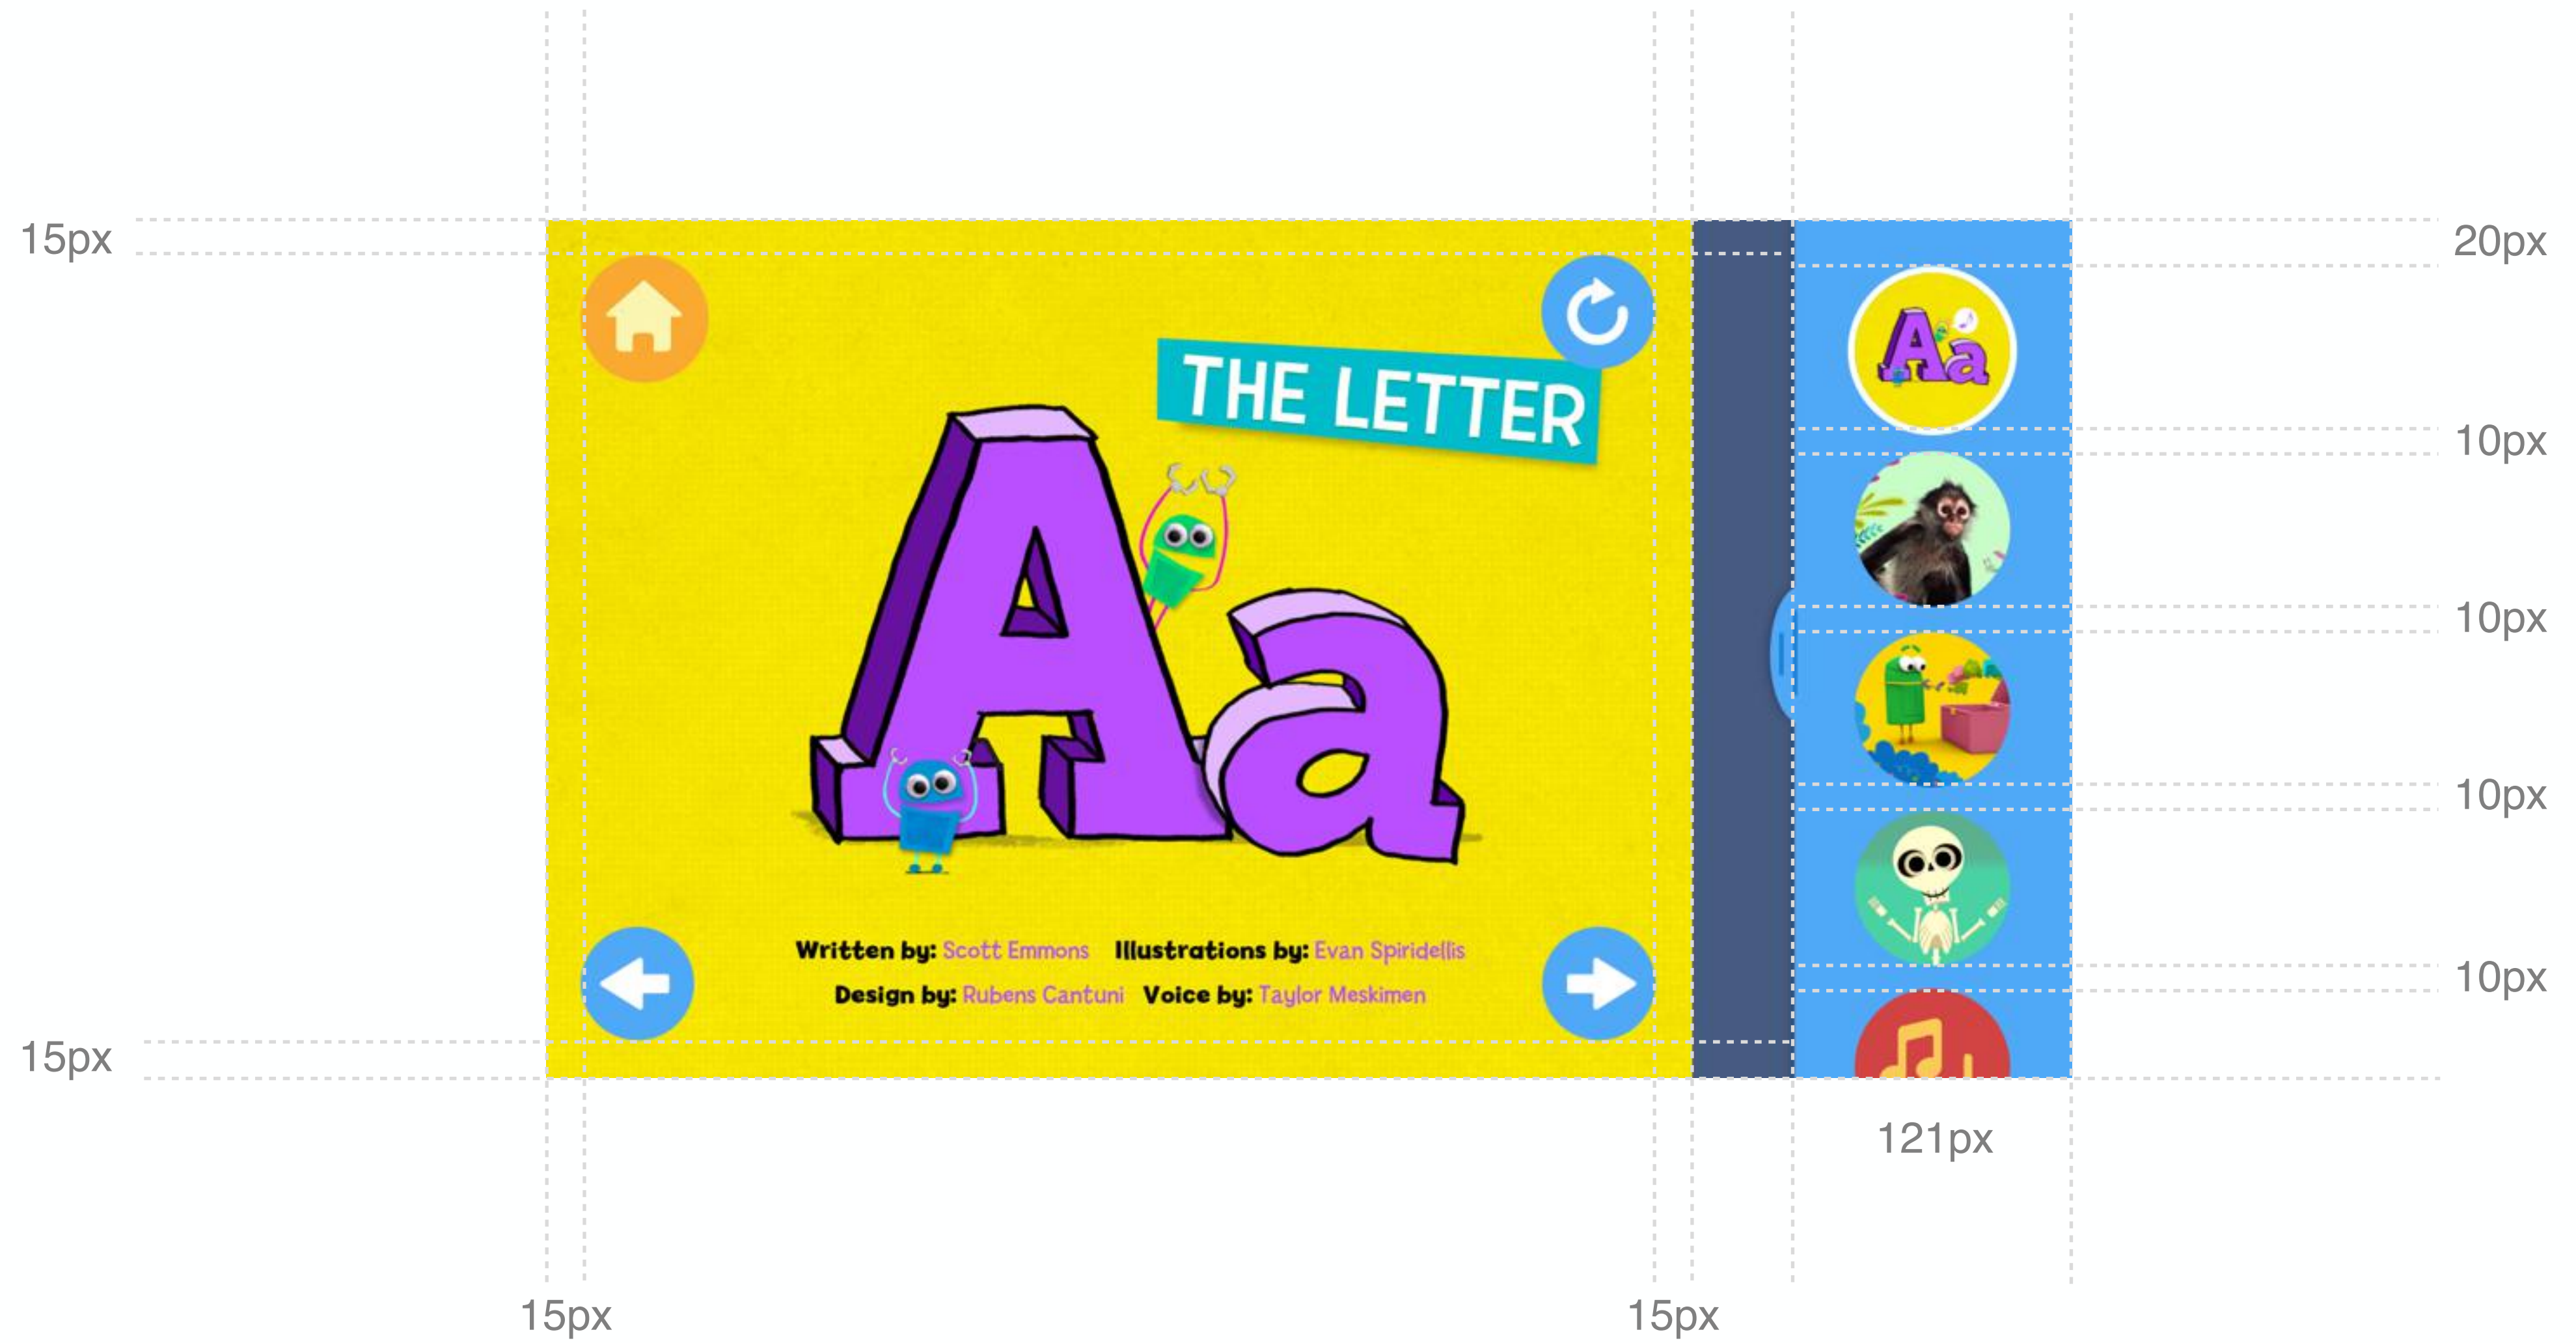 15px
20px
THE LETTER
Aa
Aa
10px
10px
10px
Written by: Scott Emmons Illustrations by: Evan Spiridellis
10px
Design by: Rubens Cantuni Voice by: Taylor Meskimen
15px
121px
15px
15px